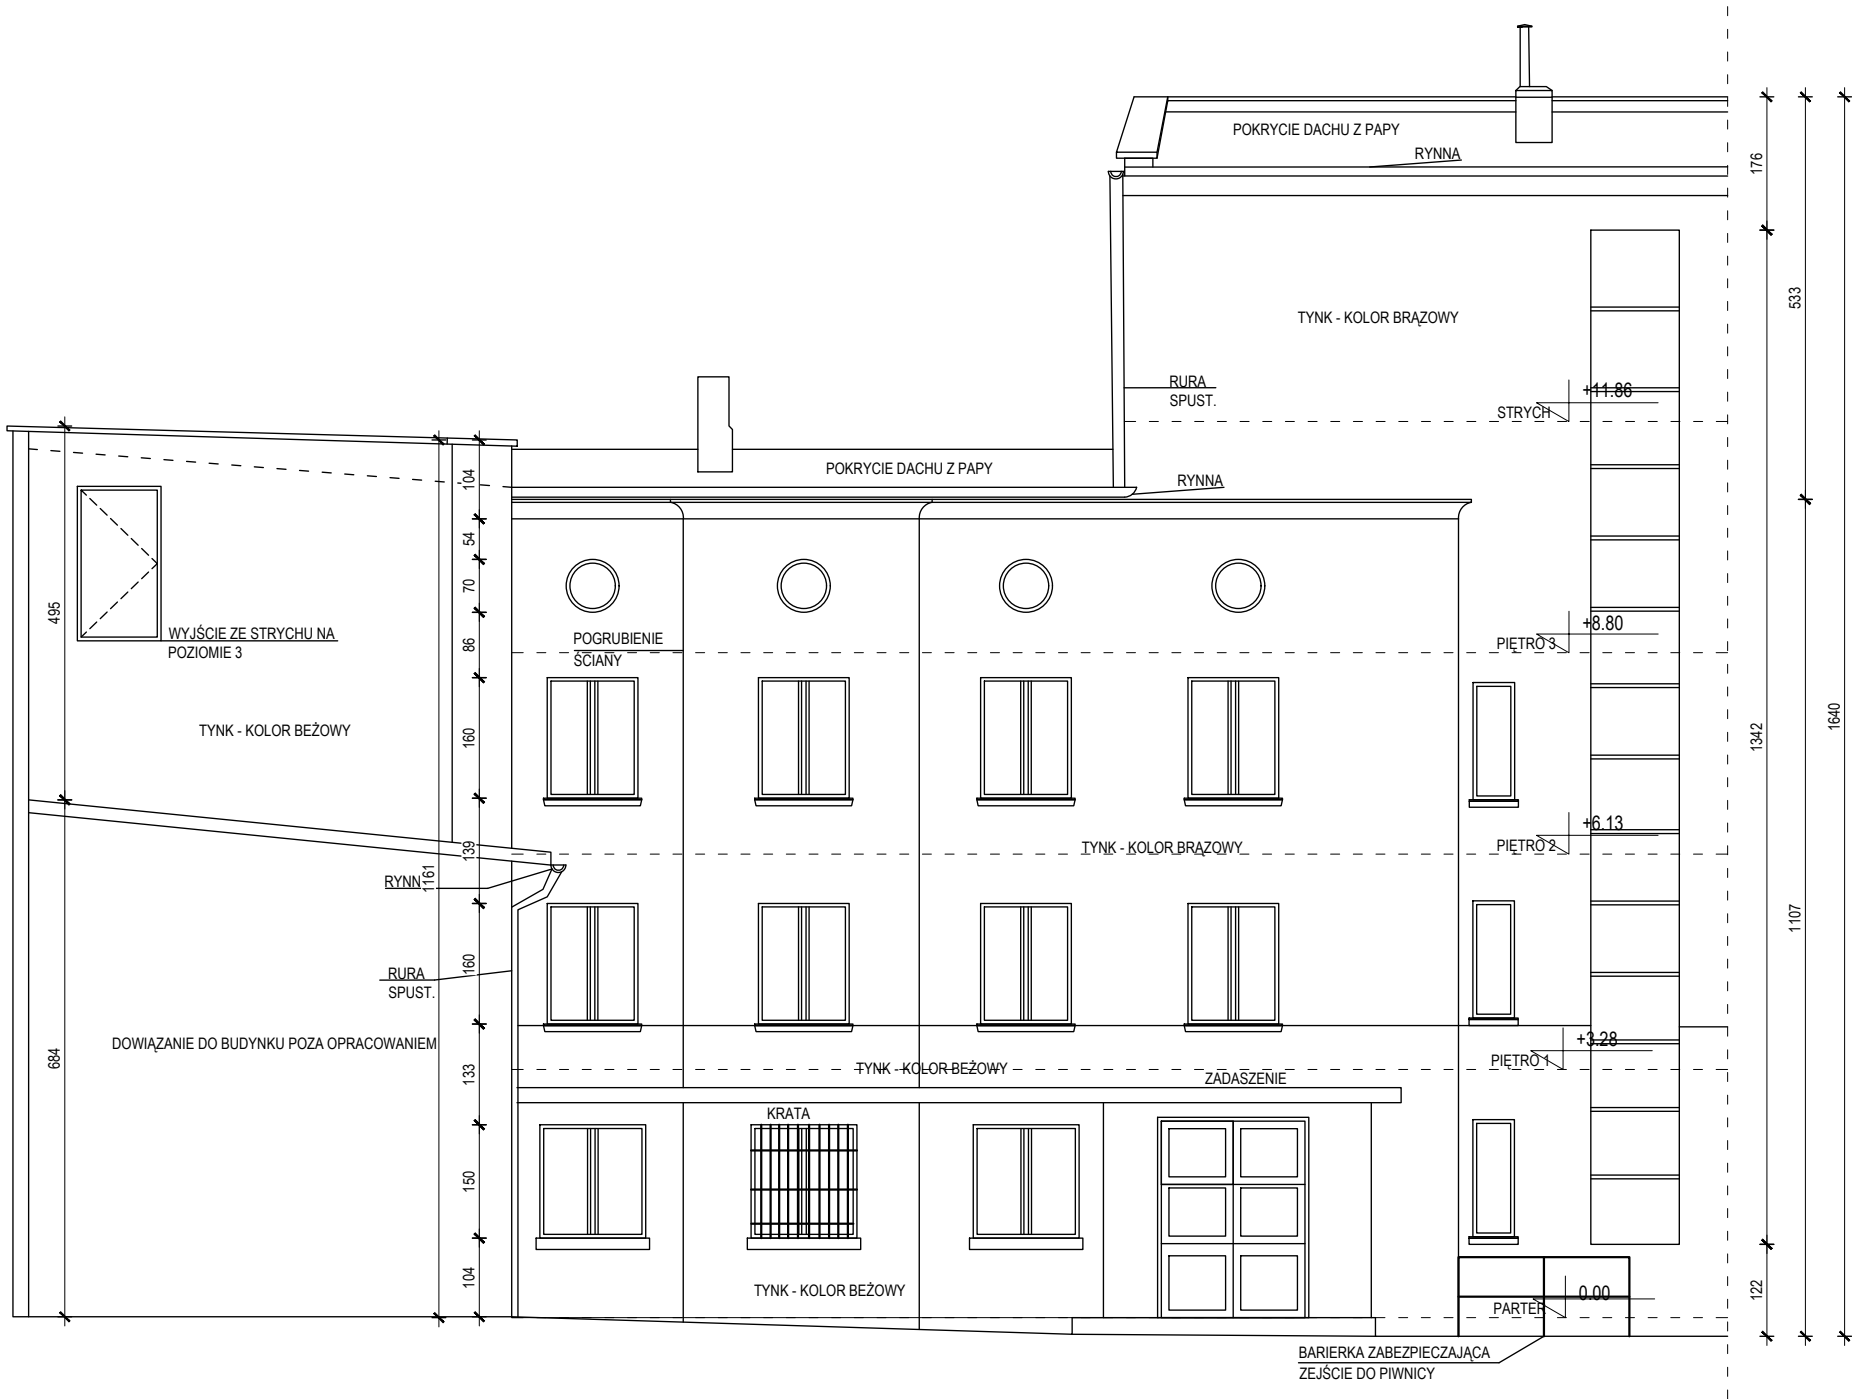 POKRYCIE DACHU Z PAPY
RYNNA
176
533
TYNK - KOLOR BRĄZOWY
RURA
SPUST.
+11.86
STRYCH
POKRYCIE DACHU Z PAPY
RYNNA
104
54
70
86
495
WYJŚCIE ZE STRYCHU NA
POZIOMIE 3
POGRUBIENIE
ŚCIANY
+8.80
PIĘTRO 3
TYNK - KOLOR BEŻOWY
160
1342
1640
+6.13
PIĘTRO 2
TYNK - KOLOR BRĄZOWY
139
RYNN
1161
1107
160
RURA
SPUST.
DOWIĄZANIE DO BUDYNKU POZA OPRACOWANIEM
684
133
TYNK - KOLOR BEŻOWY
ZADASZENIE
+3.28
PIĘTRO 1
KRATA
150
104
TYNK - KOLOR BEŻOWY
0.00
PARTER
122
BARIERKA ZABEZPIECZAJĄCA
ZEJŚCIE DO PIWNICY